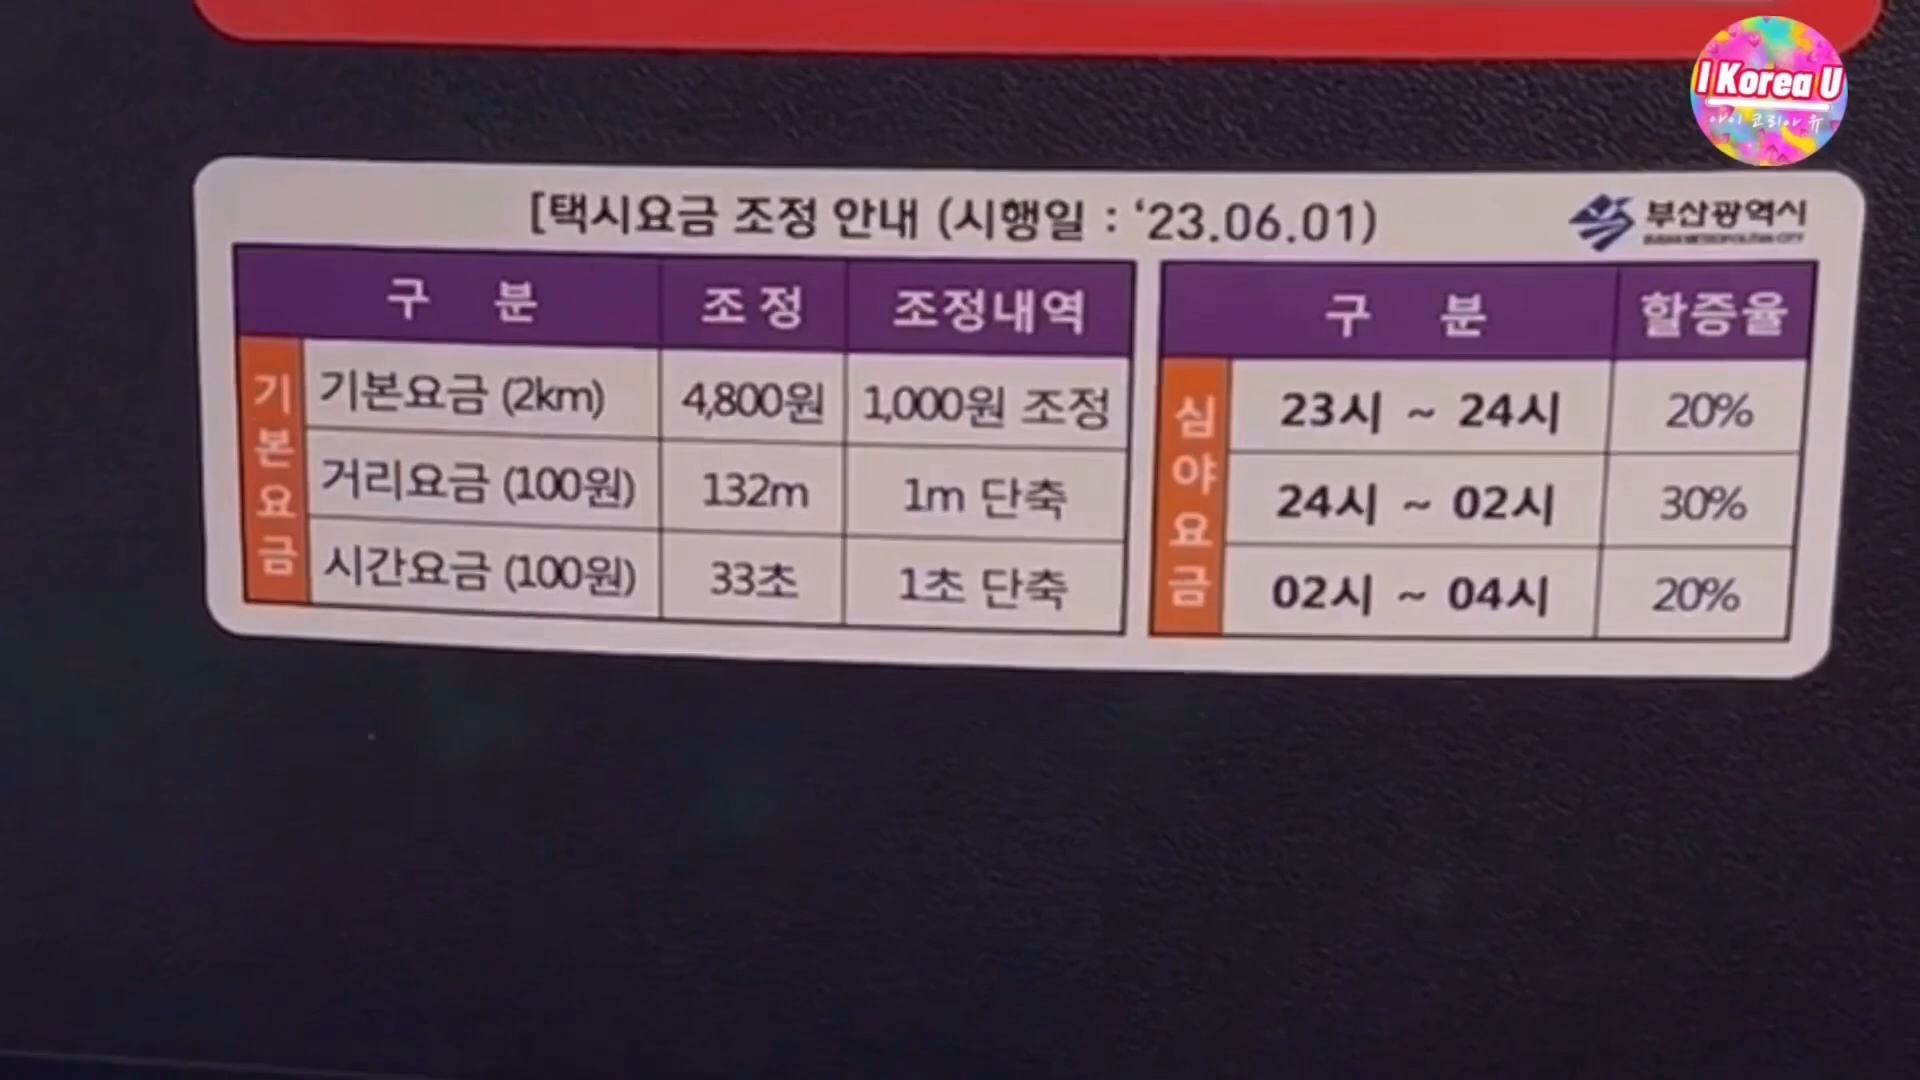 I Korea U
아이 코리아 유
[택시요금 조정 안내 (시행일 : ‘23.06.01)
부산광역시
BUSAN METROPOLITAN CITY
구 분 조정 조정내역
기본요금
기본요금 (2km) 4,800원 1,000원 조정
거리요금 (100원) 132m 1m 단축
시간요금 (100원) 33초 1초 단축
구 분 할증율
심야요금
23시 ~ 24시 20%
24시 ~ 02시 30%
02시 ~ 04시 20%